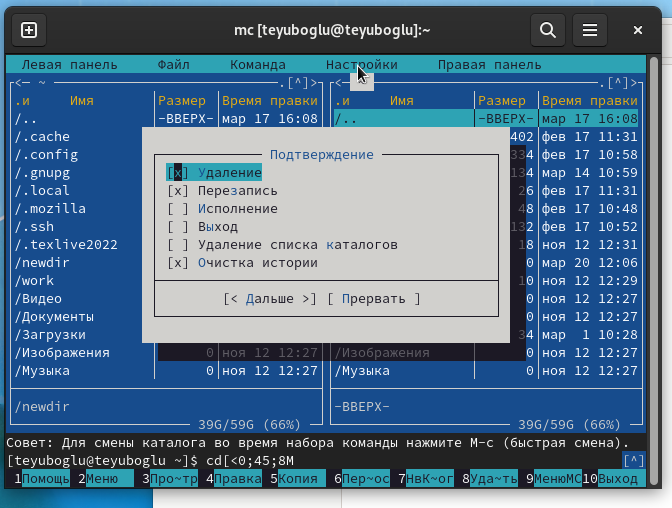 mc [teyuboglu@teyuboglu]:~
Левая панель Файл Команда Настройки Правая панель
<─ ~ .[^]> <─ .[^]>
.и Имя Размер Время правки .и Имя Размер Время правки
/.. -ВВЕРХ- мар 17 16:08 /.. -ВВЕРХ- мар 17 16:08
/.cache 402 фев 17 11:31
/.config Подтверждение 334 фев 17 10:58
/.gnupg [x] Удаление 134 мар 14 10:59
/.local [x] Перезапись 26 фев 17 11:31
/.mozilla [ ] Исполнение 48 фев 17 10:48
/.ssh [ ] Выход 132 фев 17 10:52
/.texlive2022 [ ] Удаление списка каталогов 18 ноя 12 12:31
/newdir [x] Очистка истории 0 мар 20 12:06
/work 10 ноя 12 12:29
/Видео [< Дальше >] [ Прервать ] 0 ноя 12 12:27
/Документы 0 ноя 12 12:27
/Загрузки 34 мар 1 10:28
/Изображения 0 ноя 12 12:27 /Изображения 0 ноя 12 12:27
/Музыка 0 ноя 12 12:27 /Музыка 0 ноя 12 12:27
/newdir -ВВЕРХ-
39G/59G (66%) 39G/59G (66%)
Совет: Для смены каталога во время набора команды нажмите M-c (быстрая смена).
[teyuboglu@teyuboglu ~]$ cd[<0;45;8M [^]
1Помощь 2Меню 3Про~тр 4Правка 5Копия 6Пер~ос 7НвК~ог 8Уда~ть 9МенюMC 10Выход